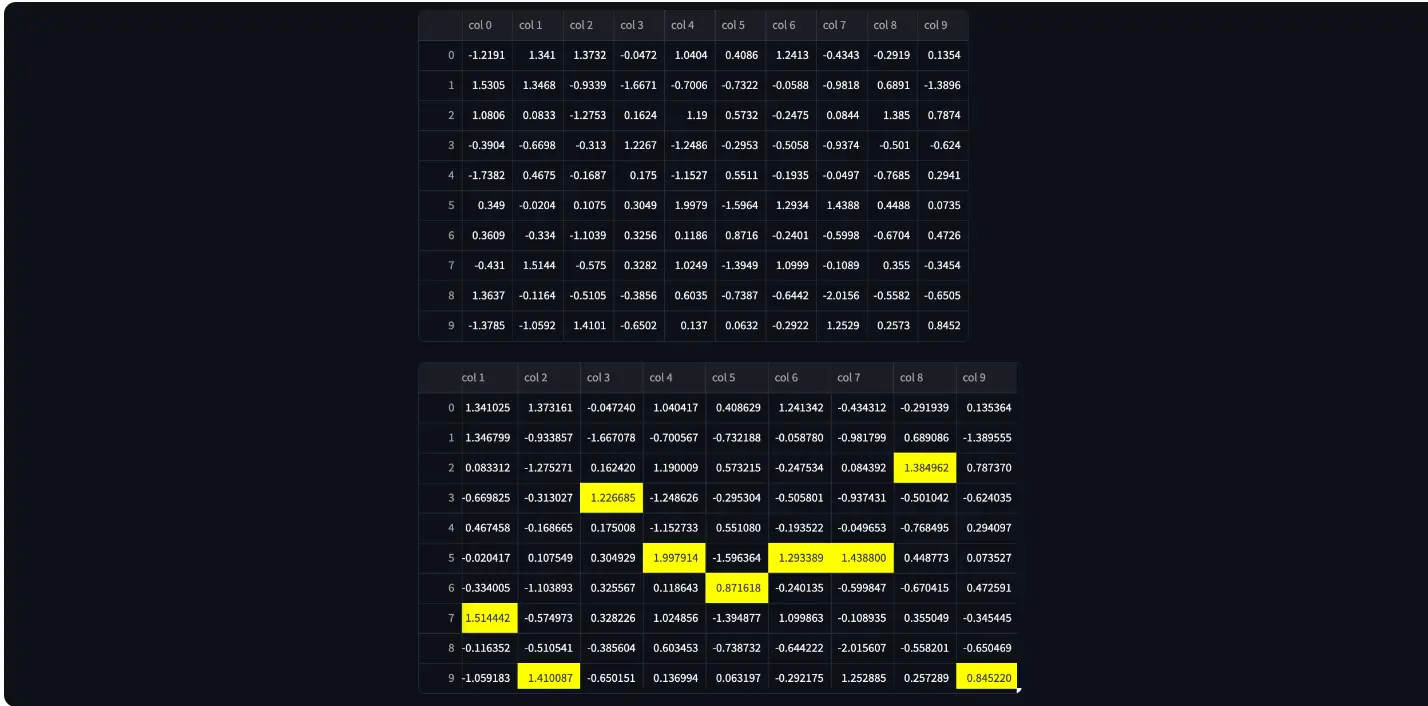 col 0 col 1 col 2 col 3 col 4 col 5 col 6 col 7 col 8 col 9
0 -1.2191 1.341 1.3732 -0.0472 1.0404 0.4086 1.2413 -0.4343 -0.2919 0.1354
1 1.5305 1.3468 -0.9339 -1.6671 -0.7006 -0.7322 -0.0588 -0.9818 0.6891 -1.3896
2 1.0806 0.0833 -1.2753 0.1624 1.19 0.5732 -0.2475 0.0844 1.385 0.7874
3 -0.3904 -0.6698 -0.313 1.2267 -1.2486 -0.2953 -0.5058 -0.9374 -0.501 -0.624
4 -1.7382 0.4675 -0.1687 0.175 -1.1527 0.5511 -0.1935 -0.0497 -0.7685 0.2941
5 0.349 -0.0204 0.1075 0.3049 1.9979 -1.5964 1.2934 1.4388 0.4488 0.0735
6 0.3609 -0.334 -1.1039 0.3256 0.1186 0.8716 -0.2401 -0.5998 -0.6704 0.4726
7 -0.431 1.5144 -0.575 0.3282 1.0249 -1.3949 1.0999 -0.1089 0.355 -0.3454
8 1.3637 -0.1164 -0.5105 -0.3856 0.6035 -0.7387 -0.6442 -2.0156 -0.5582 -0.6505
9 -1.3785 -1.0592 1.4101 -0.6502 0.137 0.0632 -0.2922 1.2529 0.2573 0.8452
col 1 col 2 col 3 col 4 col 5 col 6 col 7 col 8 col 9
0 1.341025 1.373161 -0.047240 1.040417 0.408629 1.241342 -0.434312 -0.291939 0.135364
1 1.346799 -0.933857 -1.667078 -0.700567 -0.732188 -0.058780 -0.981799 0.689086 -1.389555
2 0.083312 -1.275271 0.162420 1.190009 0.573215 -0.247534 0.084392 1.384962 0.787370
3 -0.669825 -0.313027 1.226685 -1.248626 -0.295304 -0.505801 -0.937431 -0.501042 -0.624035
4 0.467458 -0.168665 0.175008 -1.152733 0.551080 -0.193522 -0.049653 -0.768495 0.294097
5 -0.020417 0.107549 0.304929 1.997914 -1.596364 1.293389 1.438800 0.448773 0.073527
6 -0.334005 -1.103893 0.325567 0.118643 0.871618 -0.240135 -0.599847 -0.670415 0.472591
7 1.514442 -0.574973 0.328226 1.024856 -1.394877 1.099863 -0.108935 0.355049 -0.345445
8 -0.116352 -0.510541 -0.385604 0.603453 -0.738732 -0.644222 -2.015607 -0.558201 -0.650469
9 -1.059183 1.410087 -0.650151 0.136994 0.063197 -0.292175 1.252885 0.257289 0.845220